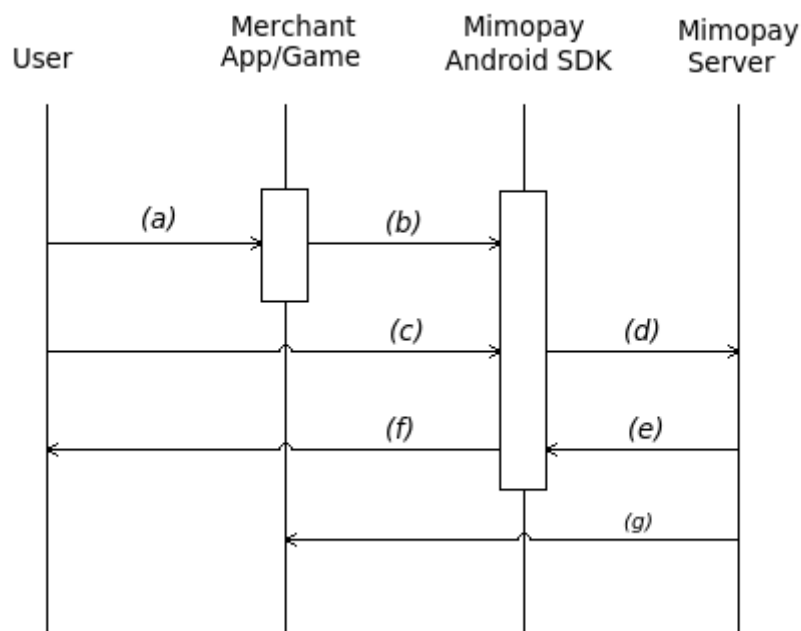 User
Merchant
App/Game
Mimopay
Android SDK
Mimopay
Server
(a)
(b)
(c)
(d)
(f)
(e)
(g)